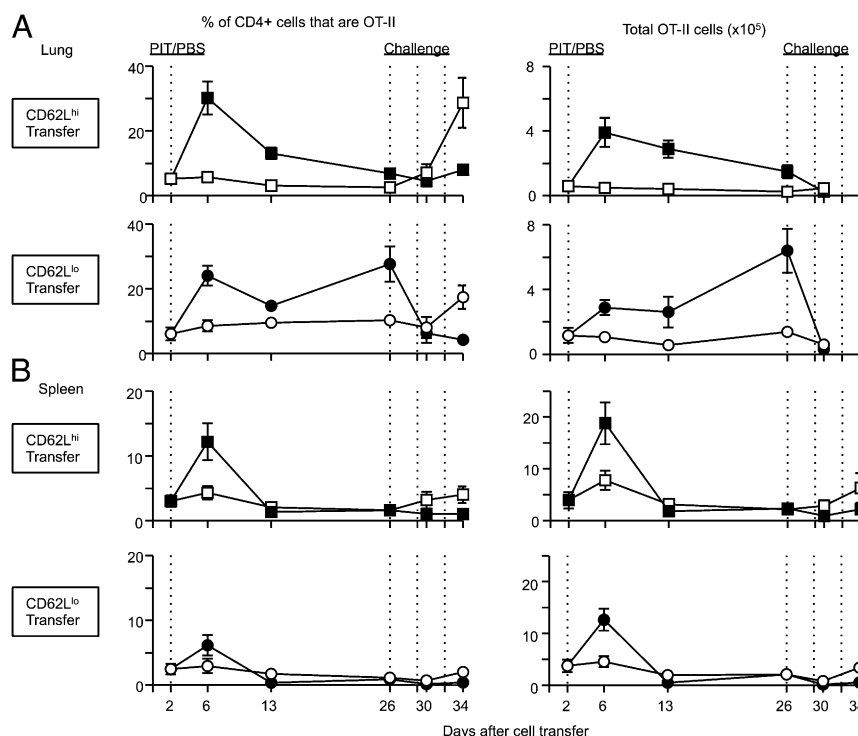 A
Lung
% of CD4+ cells that are OT-II
Total OT-II cells (x10⁵)
PIT/PBS
Challenge
PIT/PBS
Challenge
CD62Lʰⁱ
Transfer
40
20
0
8
4
0
CD62Lˡᵒ
Transfer
40
20
0
8
4
0
B
Spleen
CD62Lʰⁱ
Transfer
20
10
0
20
10
0
CD62Lˡᵒ
Transfer
20
10
0
20
10
0
2 6 13 26 30 34
2 6 13 26 30 34
Days after cell transfer